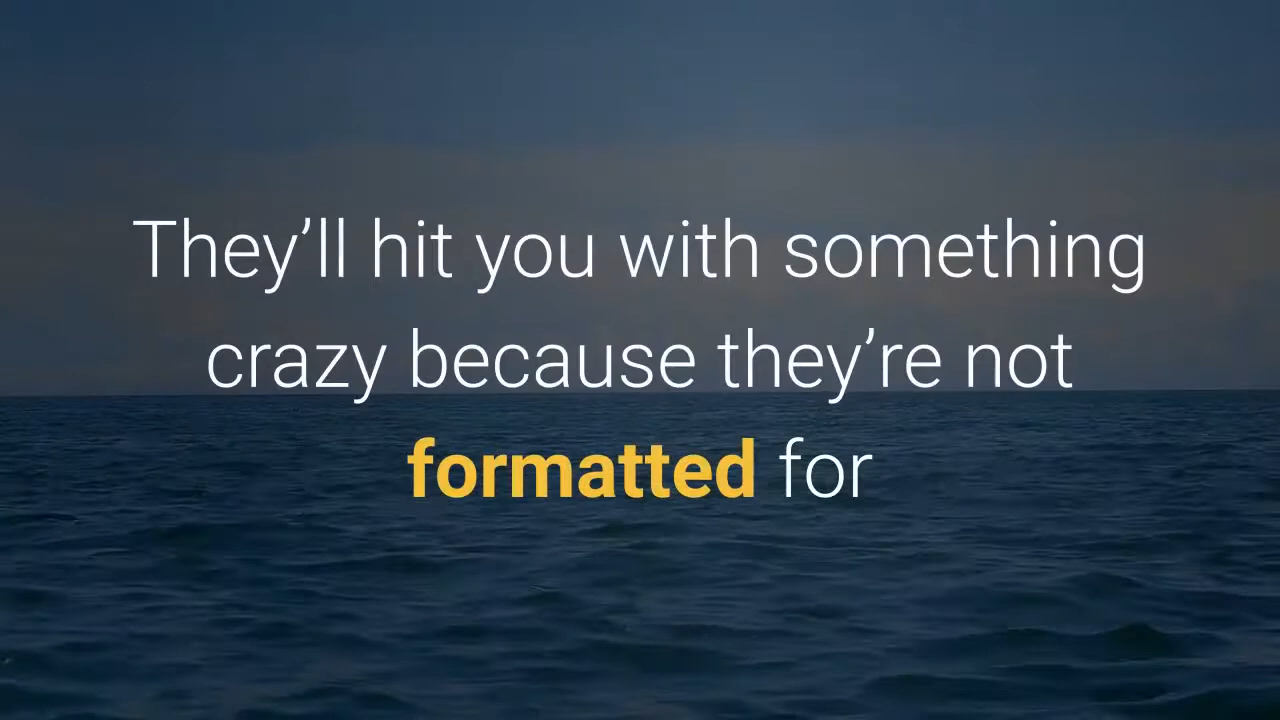 They’ll hit you with something
crazy because they’re not
formatted for